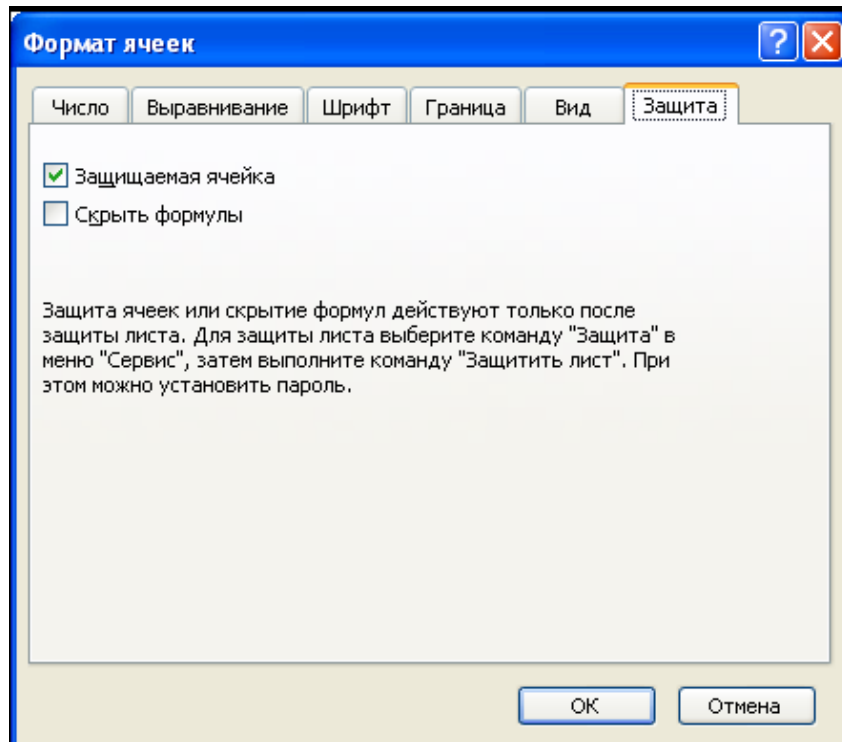 Формат ячеек
Число Выравнивание Шрифт Граница Вид Защита
Защищаемая ячейка
Скрыть формулы
Защита ячеек или скрытие формул действуют только после
защиты листа. Для защиты листа выберите команду "Защита" в
меню "Сервис", затем выполните команду "Защитить лист". При
этом можно установить пароль.
ОК Отмена